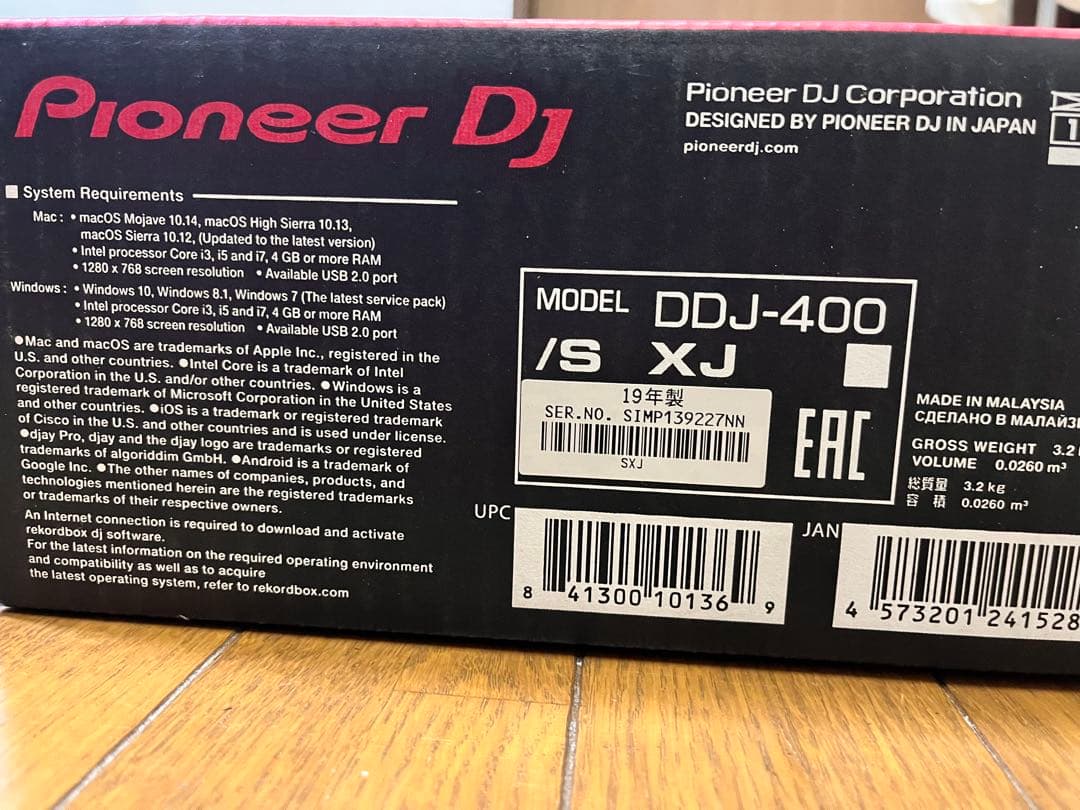 Pioneer DJ
Pioneer DJ Corporation
DESIGNED BY PIONEER DJ IN JAPAN
pioneerdj.com
1
System Requirements
Mac : • macOS Mojave 10.14, macOS High Sierra 10.13,
macOS Sierra 10.12, (Updated to the latest version)
• Intel processor Core i3, i5 and i7, 4 GB or more RAM
• 1280 x 768 screen resolution • Available USB 2.0 port
Windows : • Windows 10, Windows 8.1, Windows 7 (The latest service pack)
• Intel processor Core i3, i5 and i7, 4 GB or more RAM
• 1280 x 768 screen resolution • Available USB 2.0 port
●Mac and macOS are trademarks of Apple Inc., registered in the
U.S. and other countries. ●Intel Core is a trademark of Intel
Corporation in the U.S. and/or other countries. ●Windows is a
registered trademark of Microsoft Corporation in the United States
and other countries. ●iOS is a trademark or registered trademark
of Cisco in the U.S. and other countries and is used under license.
●djay Pro, djay and the djay logo are trademarks or registered
trademarks of algoriddim GmbH. ●Android is a trademark of
Google Inc. ●The other names of companies, products, and
technologies mentioned herein are the registered trademarks
or trademarks of their respective owners.
An Internet connection is required to download and activate
rekordbox dj software.
For the latest information on the required operating environment
and compatibility as well as to acquire
the latest operating system, refer to rekordbox.com
MODEL DDJ-400
/S XJ
19年製
SER.NO. SIMP139227NN
SXJ
EAC
MADE IN MALAYSIA
СДЕЛАНО В МАЛАЙЗ
GROSS WEIGHT 3.2
VOLUME 0.0260 m³
総質量 3.2 kg
容積 0.0260 m³
UPC
8 41300 10136 9
JAN
4 573201 241528